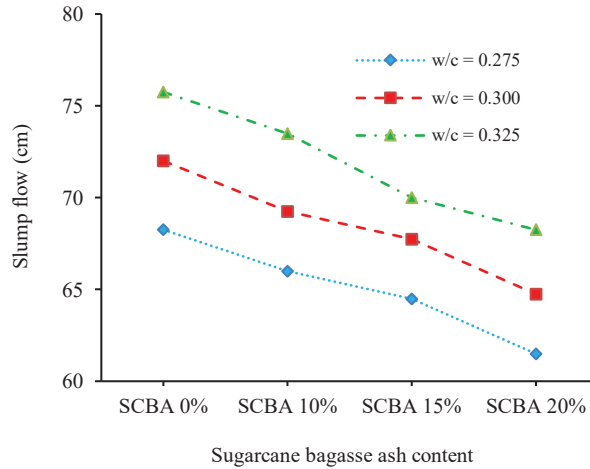 80
75
70
65
60
Slump flow (cm)
w/c = 0.275
w/c = 0.300
w/c = 0.325
SCBA 0% SCBA 10% SCBA 15% SCBA 20%
Sugarcane bagasse ash content